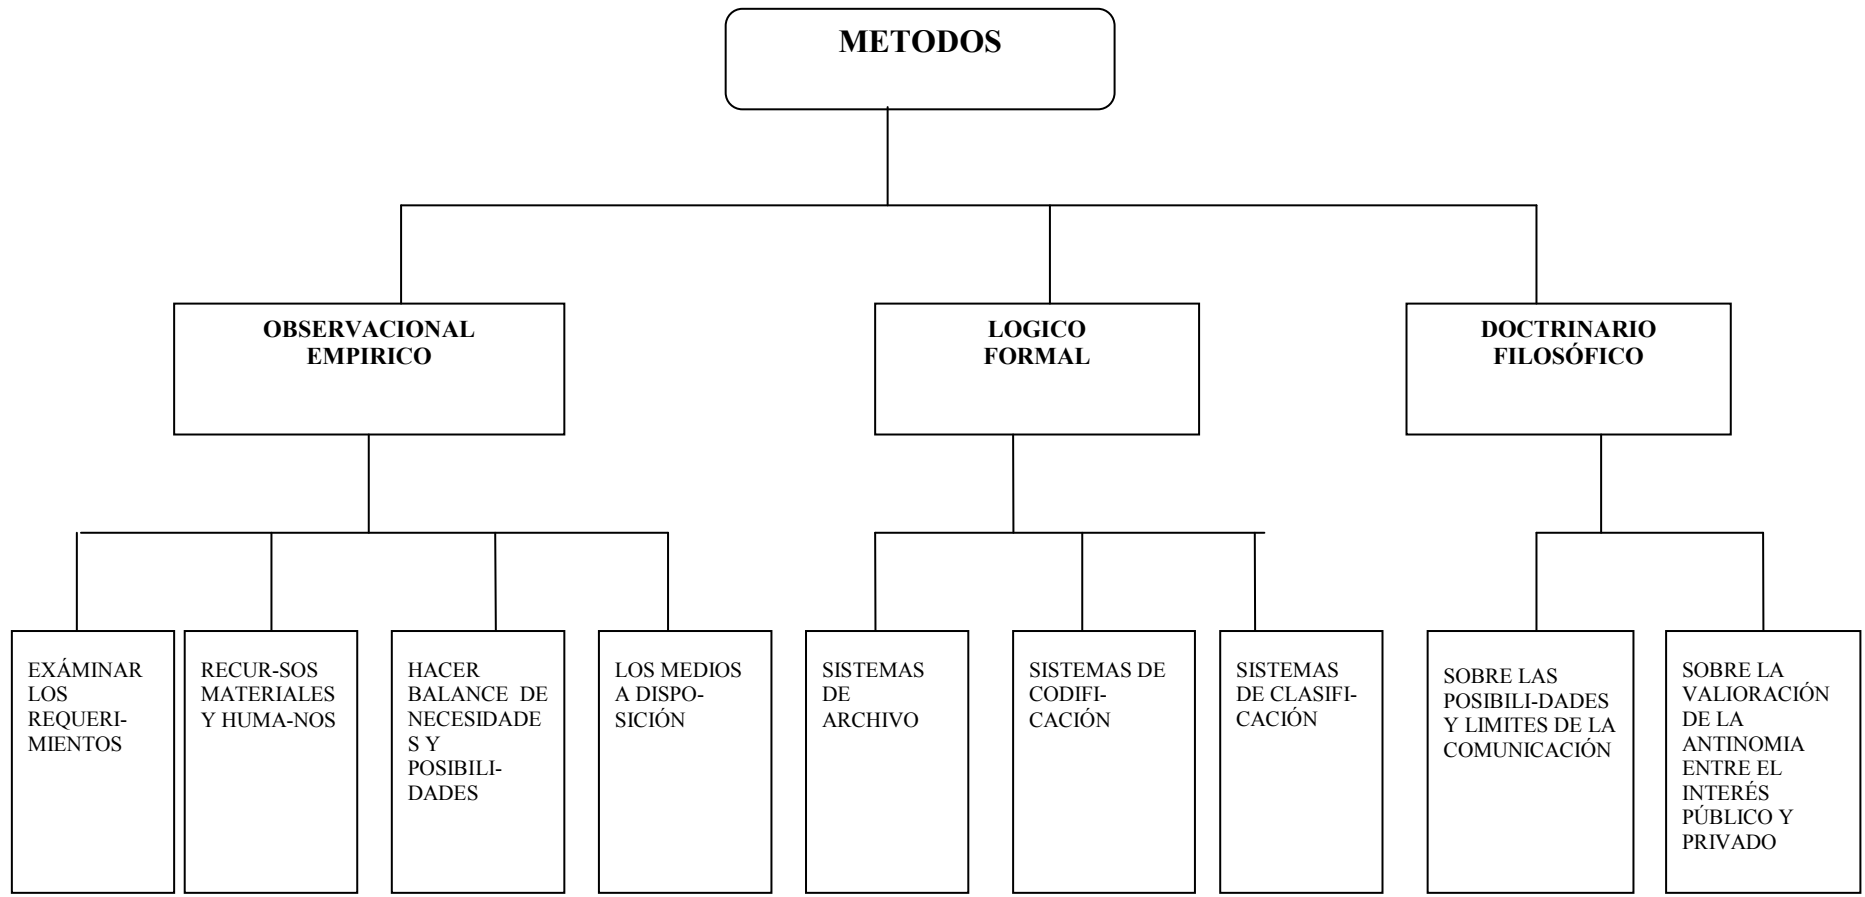 METODOS
OBSERVACIONAL
EMPIRICO
LOGICO
FORMAL
DOCTRINARIO
FILOSÓFICO
EXÁMINAR
LOS
REQUERI-
MIENTOS
RECUR-SOS
MATERIALES
Y HUMA-NOS
HACER
BALANCE DE
NECESIDADE
S Y
POSIBILI-
DADES
LOS MEDIOS
A DISPO-
SICIÓN
SISTEMAS
DE
ARCHIVO
SISTEMAS DE
CODIFI-
CACIÓN
SISTEMAS
DE CLASIFI-
CACIÓN
SOBRE LAS
POSIBILI-DADES
Y LIMITES DE LA
COMUNICACIÓN
SOBRE LA
VALIORACIÓN
DE LA
ANTINOMIA
ENTRE EL
INTERÉS
PÚBLICO Y
PRIVADO